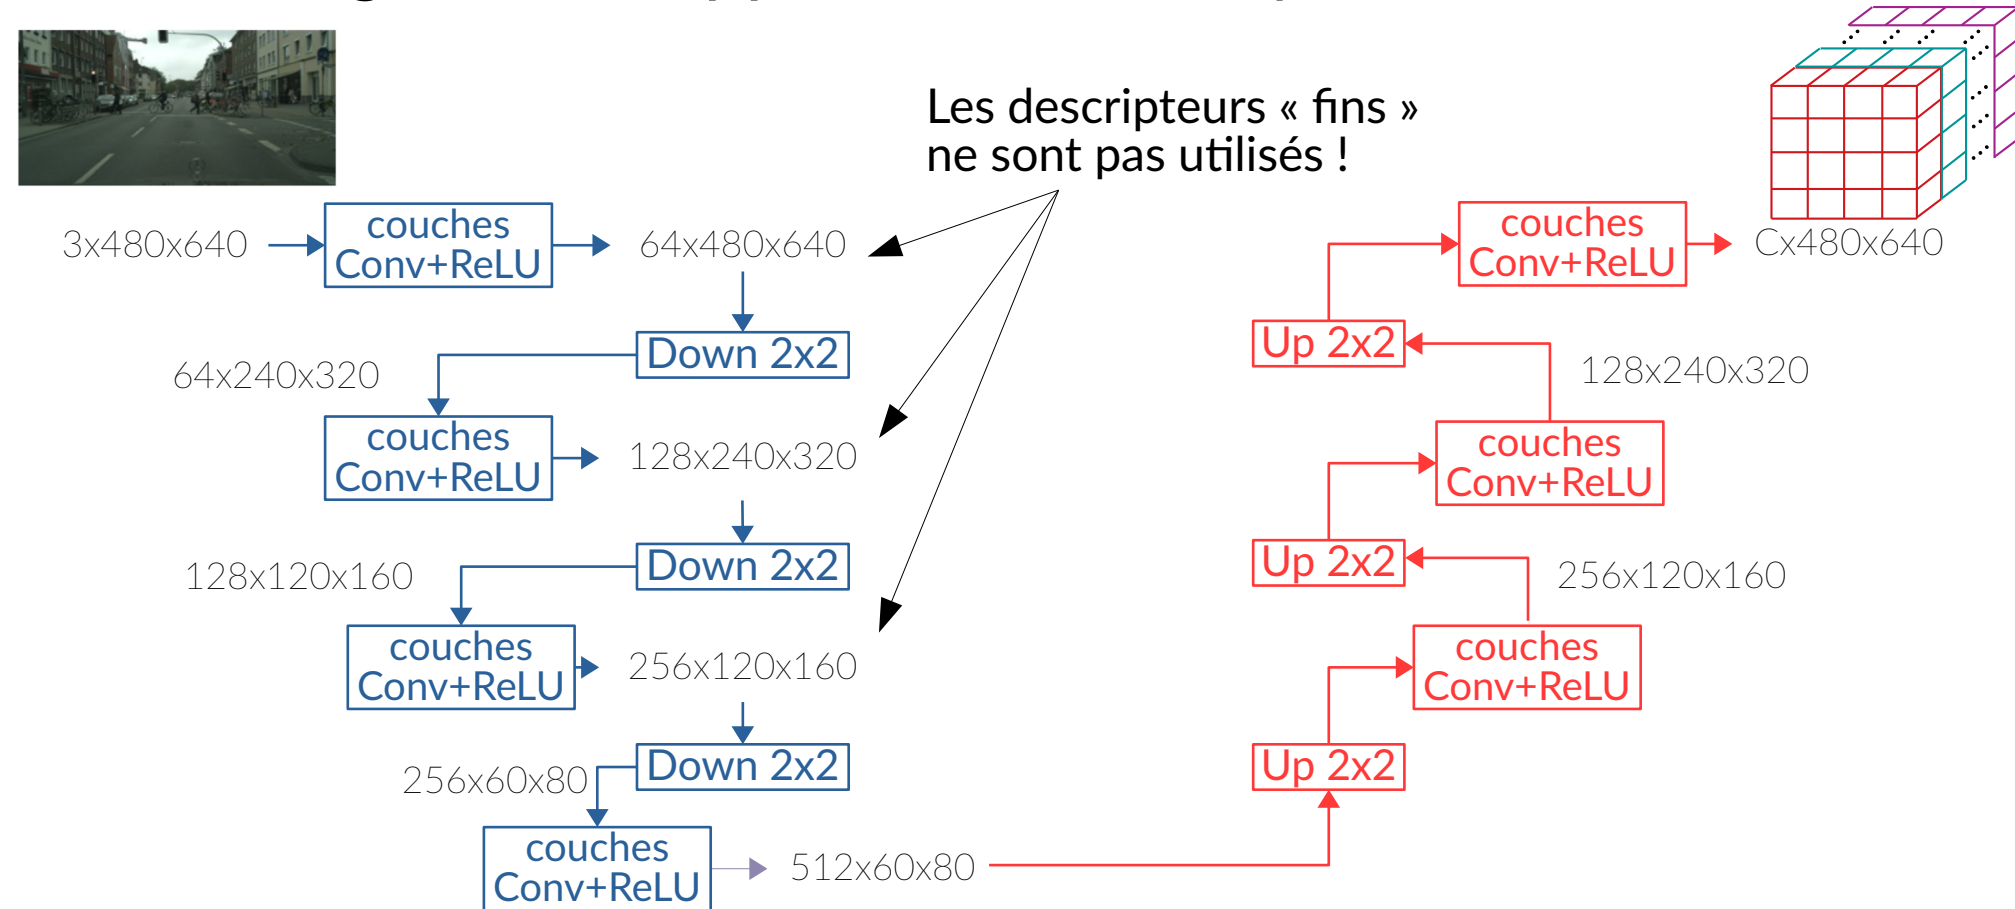 Les descripteurs « fins »
ne sont pas utilisés !
3x480x640
couches
Conv+ReLU
64x480x640
Down 2x2
64x240x320
couches
Conv+ReLU
128x240x320
Down 2x2
128x120x160
couches
Conv+ReLU
256x120x160
Down 2x2
256x60x80
couches
Conv+ReLU
512x60x80
Up 2x2
couches
Conv+ReLU
256x120x160
Up 2x2
couches
Conv+ReLU
128x240x320
Up 2x2
couches
Conv+ReLU
Cx480x640